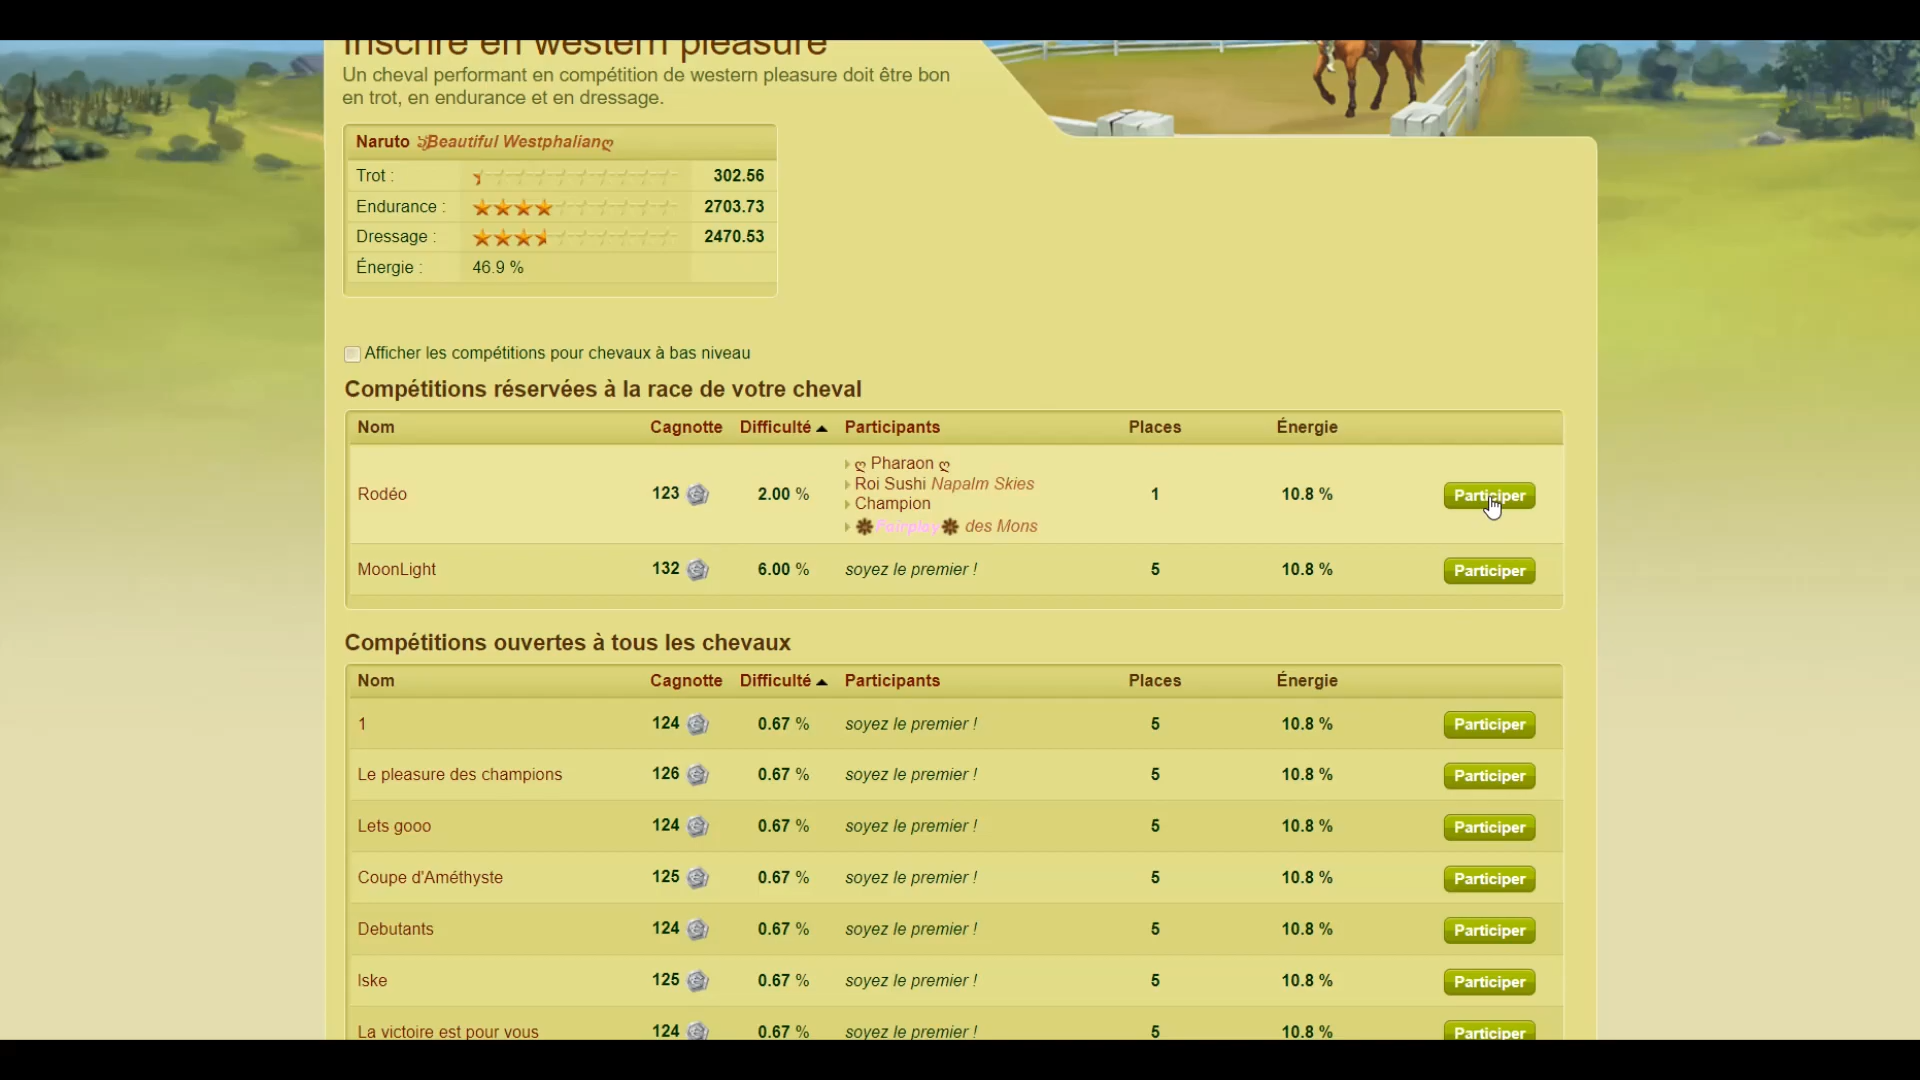 Inscrire en western pleasure
Un cheval performant en compétition de western pleasure doit être bon
en trot, en endurance et en dressage.
Naruto Beautiful Westphalianღ
Trot : 302.56
Endurance : 2703.73
Dressage : 2470.53
Énergie : 46.9 %
Afficher les compétitions pour chevaux à bas niveau
Compétitions réservées à la race de votre cheval
Nom Cagnotte Difficulté Participants Places Énergie
ღ Pharaon ღ
Roi Sushi Napalm Skies
Rodéo 123 2.00 % 1 10.8 % Participer
Champion
Fairplay des Mons
MoonLight 132 6.00 % soyez le premier ! 5 10.8 % Participer
Compétitions ouvertes à tous les chevaux
Nom Cagnotte Difficulté Participants Places Énergie
1 124 0.67 % soyez le premier ! 5 10.8 % Participer
Le pleasure des champions 126 0.67 % soyez le premier ! 5 10.8 % Participer
Lets gooo 124 0.67 % soyez le premier ! 5 10.8 % Participer
Coupe d'Améthyste 125 0.67 % soyez le premier ! 5 10.8 % Participer
Debutants 124 0.67 % soyez le premier ! 5 10.8 % Participer
Iske 125 0.67 % soyez le premier ! 5 10.8 % Participer
La victoire est pour vous 124 0.67 % soyez le premier ! 5 10.8 % Participer